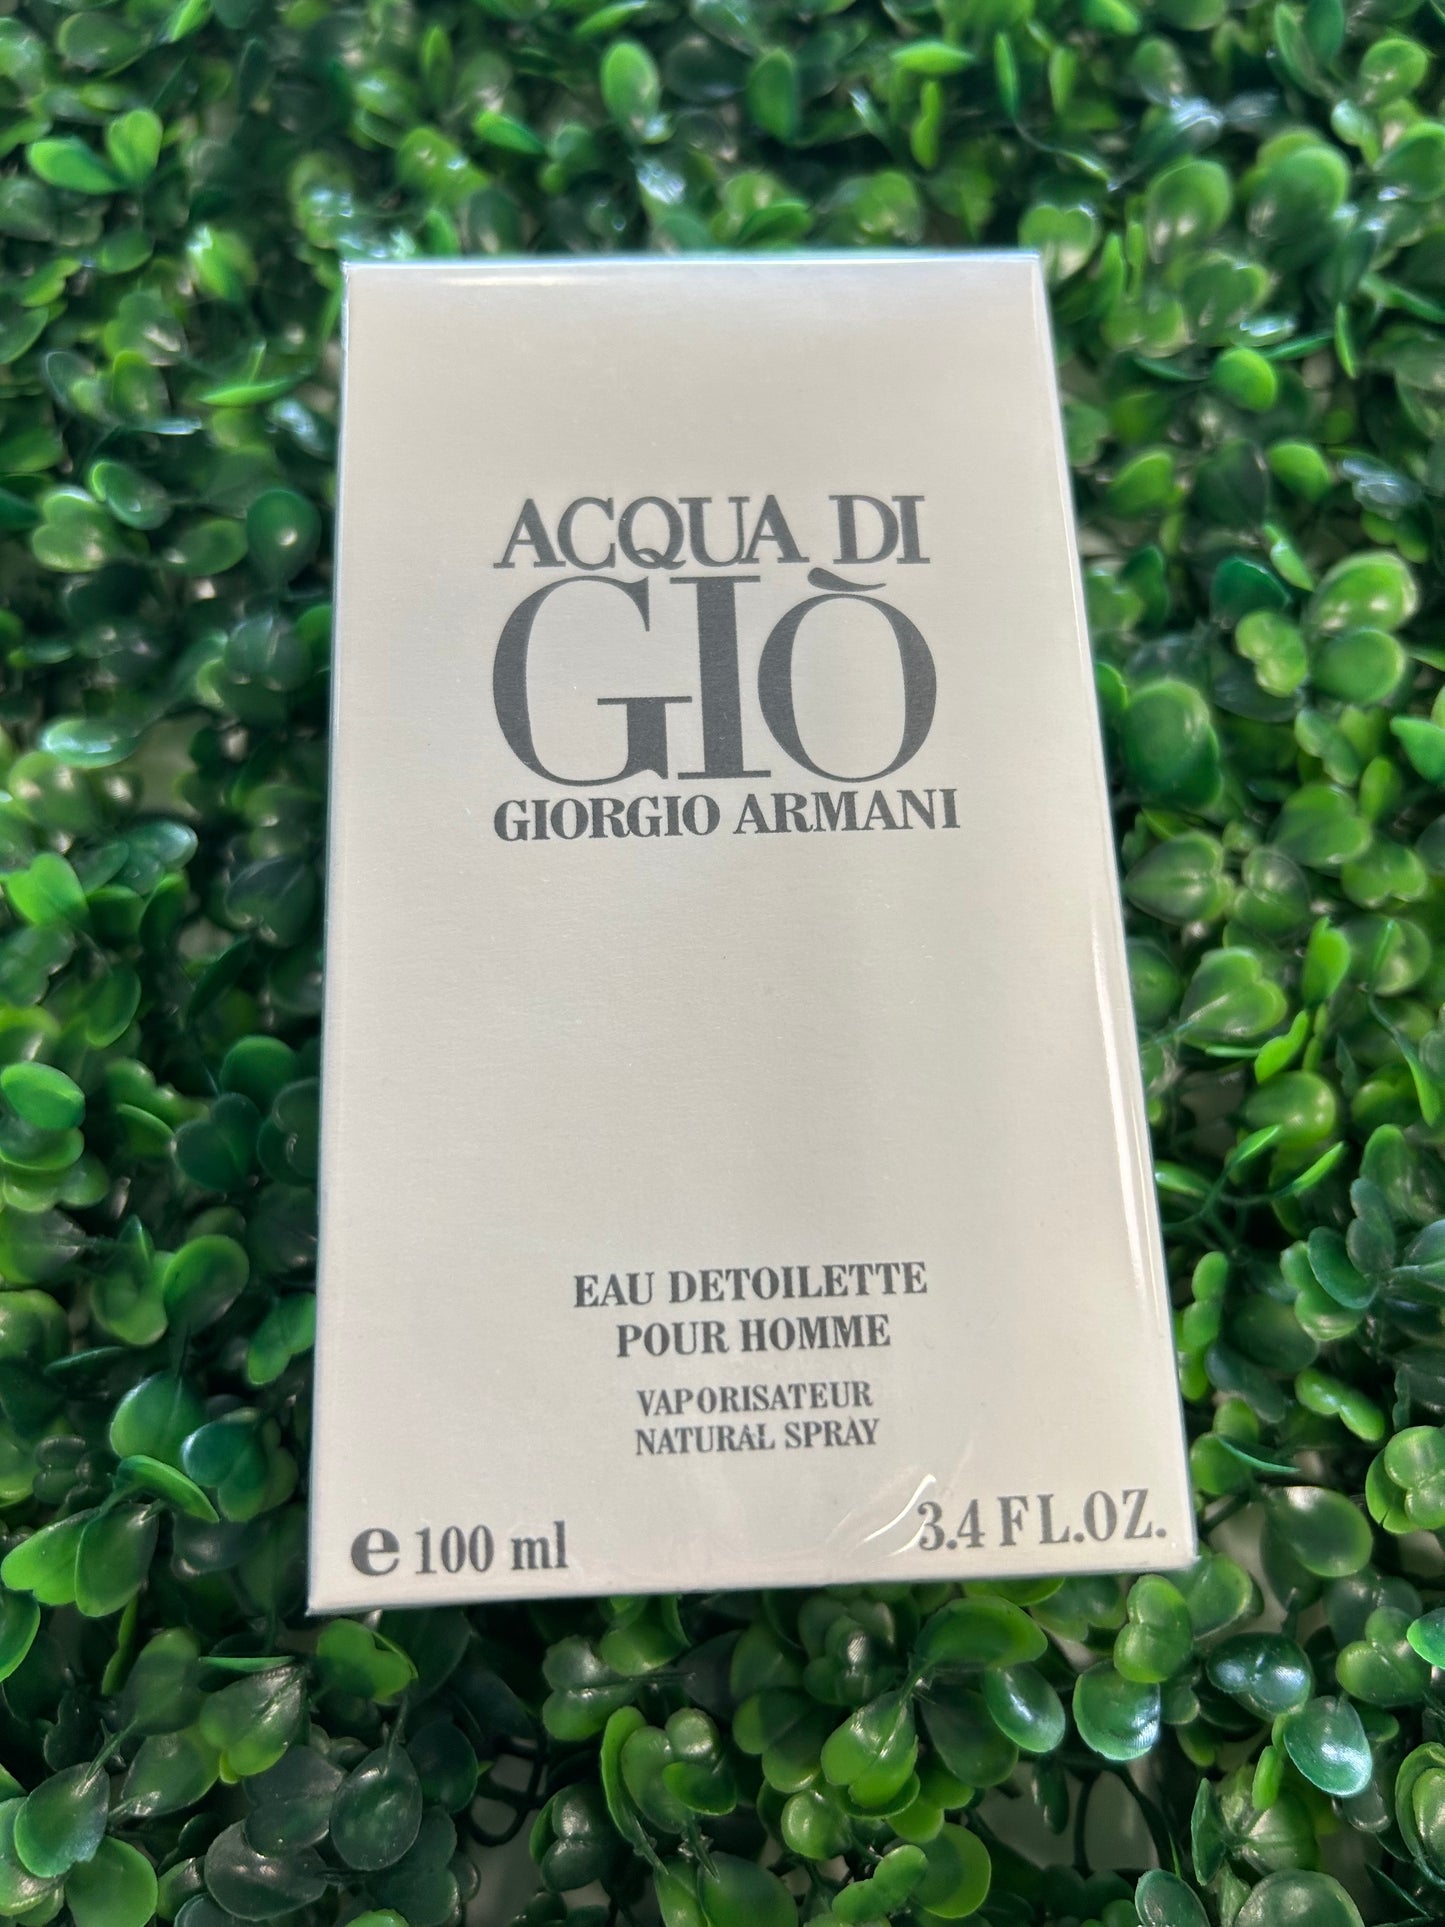 ACQUA DI
GIÒ
GIORGIO ARMANI
EAU DETOILETTE
POUR HOMME
VAPORISATEUR
NATURAL SPRAY
e 100 ml
3.4 FL.OZ.